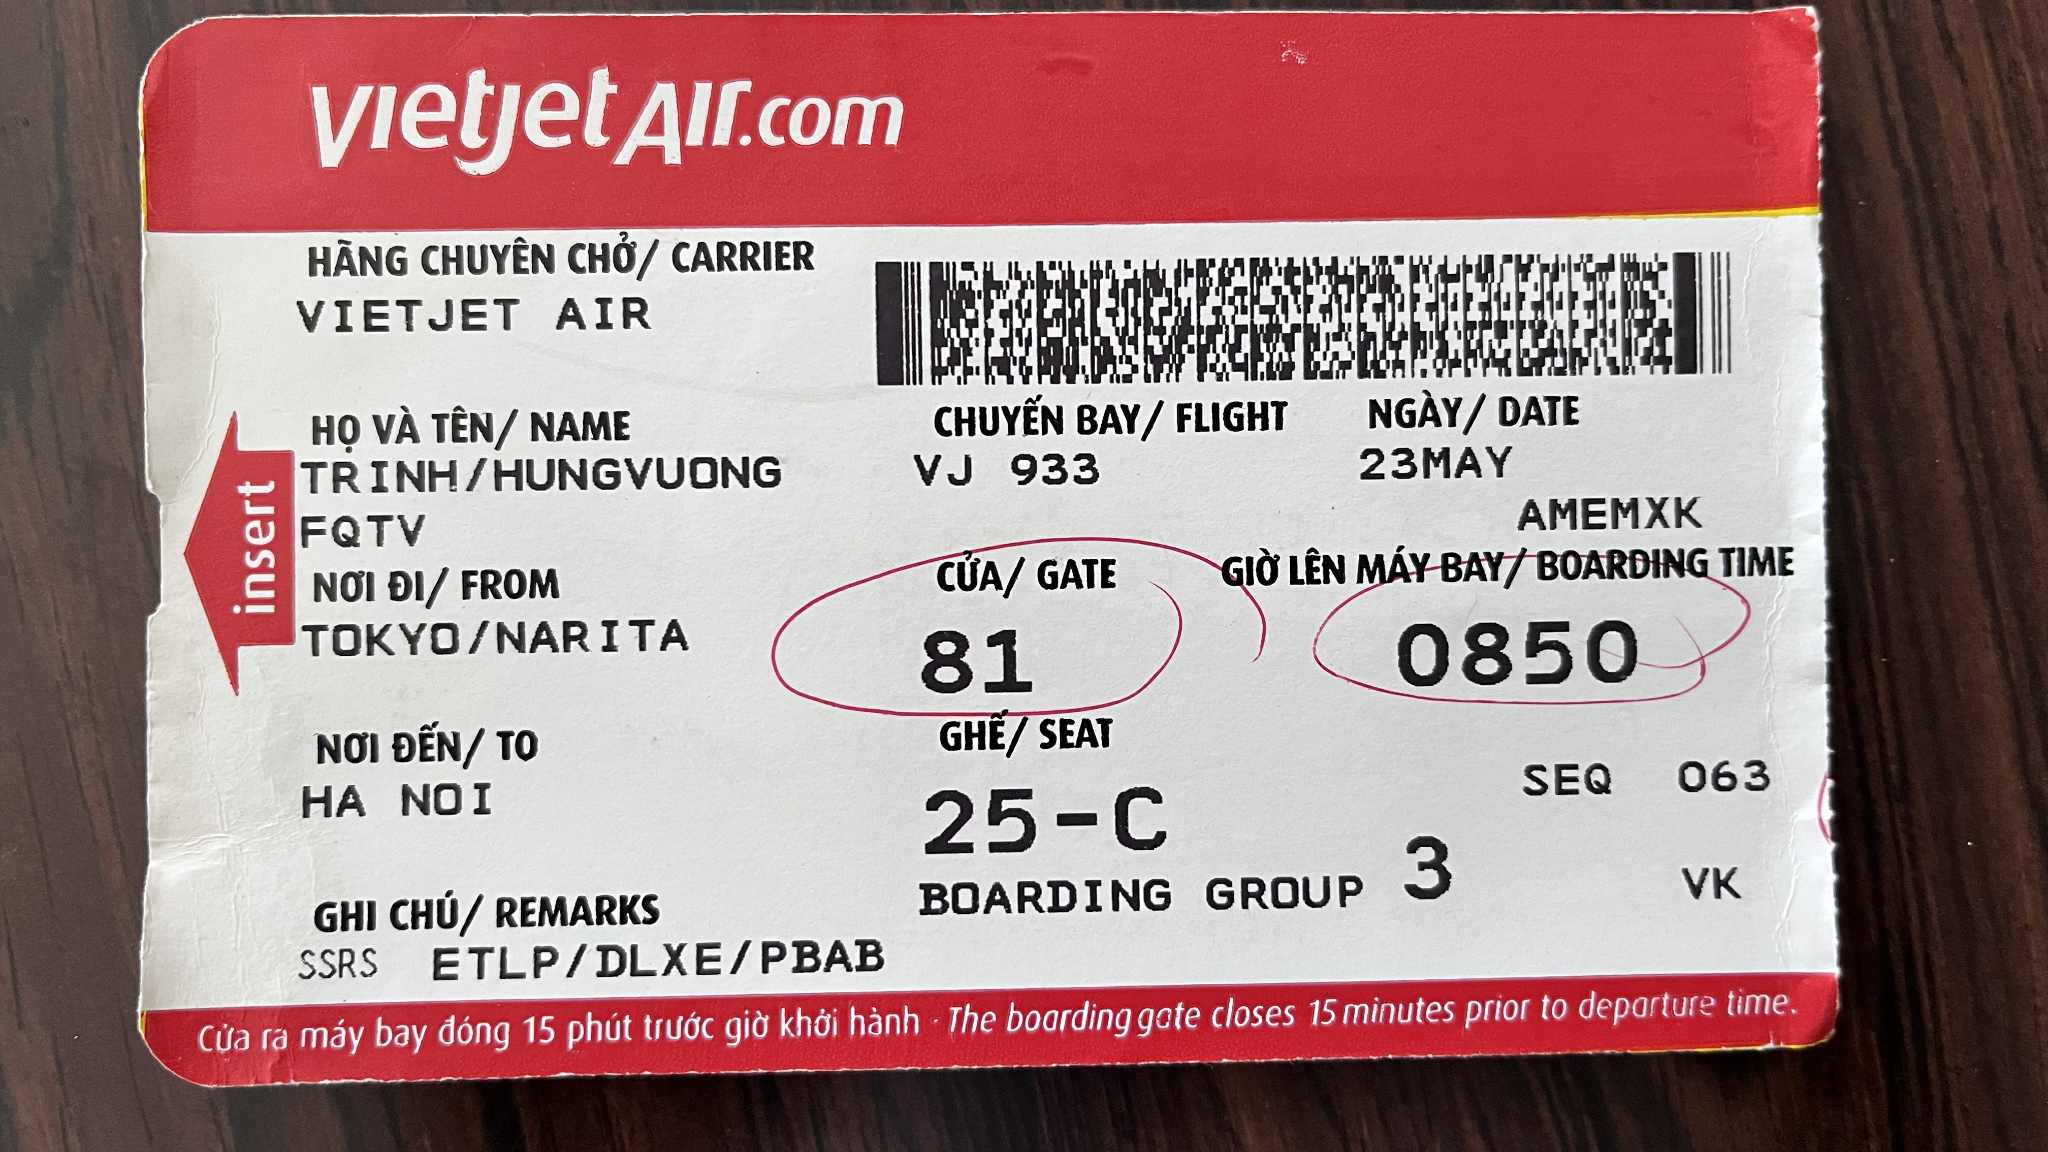 vietjetAir.com
HÃNG CHUYÊN CHỞ/ CARRIER
VIETJET AIR
HỌ VÀ TÊN/ NAME
TRINH/HUNGVUONG
FQTV
CHUYẾN BAY/ FLIGHT
VJ 933
NGÀY/ DATE
23MAY
AMEMXK
insert
NƠI ĐI/ FROM
TOKYO/NARITA
CỬA/ GATE
81
GIỜ LÊN MÁY BAY/ BOARDING TIME
0850
NƠI ĐẾN/ TO
HA NOI
GHẾ/ SEAT
25-C
SEQ 063
BOARDING GROUP 3
VK
GHI CHÚ/ REMARKS
SSRS ETLP/DLXE/PBAB
Cửa ra máy bay đóng 15 phút trước giờ khởi hành · The boarding gate closes 15 minutes prior to departure time.